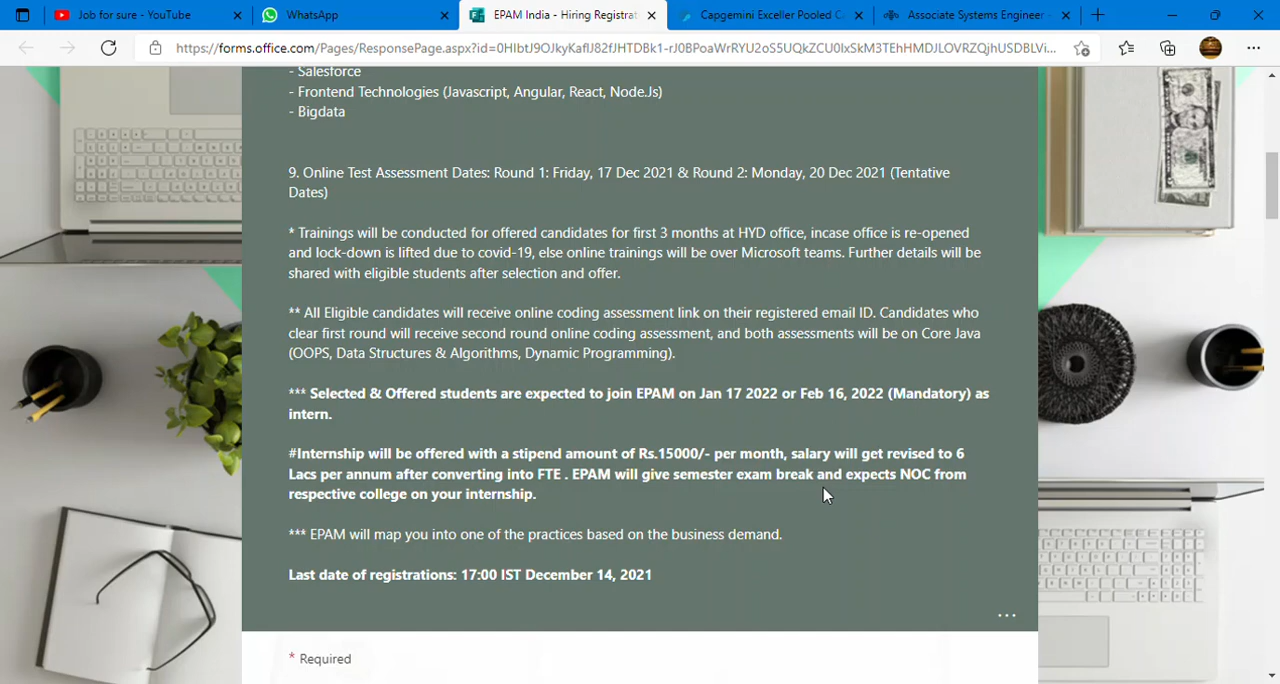 Job for sure - YouTube
WhatsApp
EPAM India - Hiring Registrat
Capgemini Exceller Pooled Ca
Associate Systems Engineer -
https://forms.office.com/Pages/ResponsePage.aspx?id=0HIbtJ9OJkyKaflJ82fJHTDBk1-rJ0BPoaWrRYU2oS5UQkZCU0lxSkM3TEhHMDJLOVRZQjhUSDBLVi...
- Salesforce
- Frontend Technologies (Javascript, Angular, React, Node.Js)
- Bigdata
9. Online Test Assessment Dates: Round 1: Friday, 17 Dec 2021 & Round 2: Monday, 20 Dec 2021 (Tentative
Dates)
* Trainings will be conducted for offered candidates for first 3 months at HYD office, incase office is re-opened
and lock-down is lifted due to covid-19, else online trainings will be over Microsoft teams. Further details will be
shared with eligible students after selection and offer.
** All Eligible candidates will receive online coding assessment link on their registered email ID. Candidates who
clear first round will receive second round online coding assessment, and both assessments will be on Core Java
(OOPS, Data Structures & Algorithms, Dynamic Programming).
*** Selected & Offered students are expected to join EPAM on Jan 17 2022 or Feb 16, 2022 (Mandatory) as
intern.
#Internship will be offered with a stipend amount of Rs.15000/- per month, salary will get revised to 6
Lacs per annum after converting into FTE . EPAM will give semester exam break and expects NOC from
respective college on your internship.
*** EPAM will map you into one of the practices based on the business demand.
Last date of registrations: 17:00 IST December 14, 2021
* Required